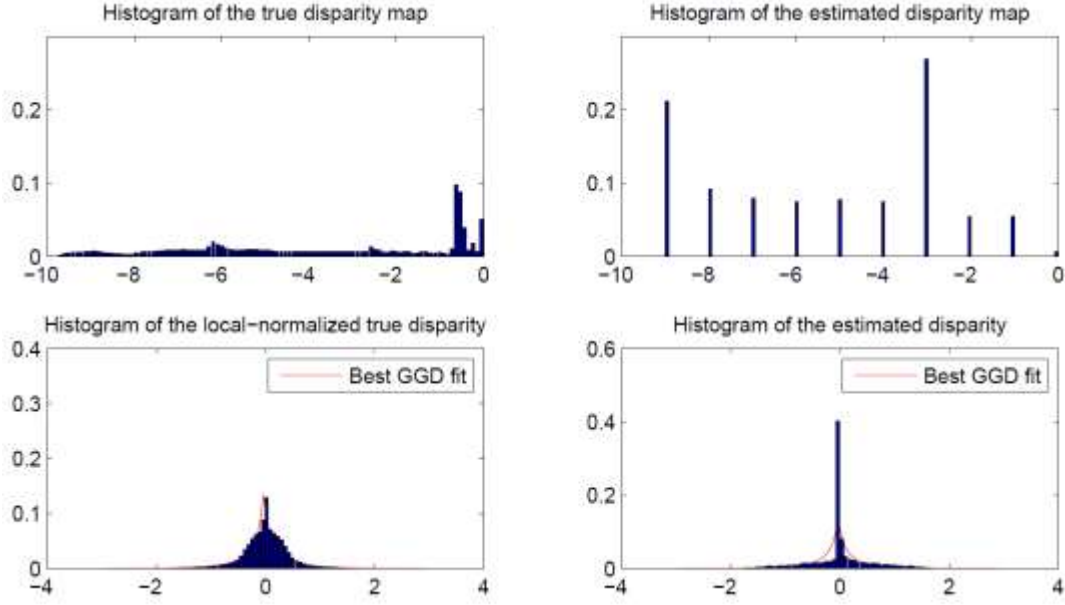 Histogram of the true disparity map
0.2
0.1
0
−10 −8 −6 −4 −2 0
Histogram of the estimated disparity map
0.2
0.1
0
−10 −8 −6 −4 −2 0
Histogram of the local−normalized true disparity
0.4
0.3
0.2
0.1
0
−4 −2 0 2 4
Best GGD fit
Histogram of the estimated disparity
0.6
0.4
0.2
0
−4 −2 0 2 4
Best GGD fit